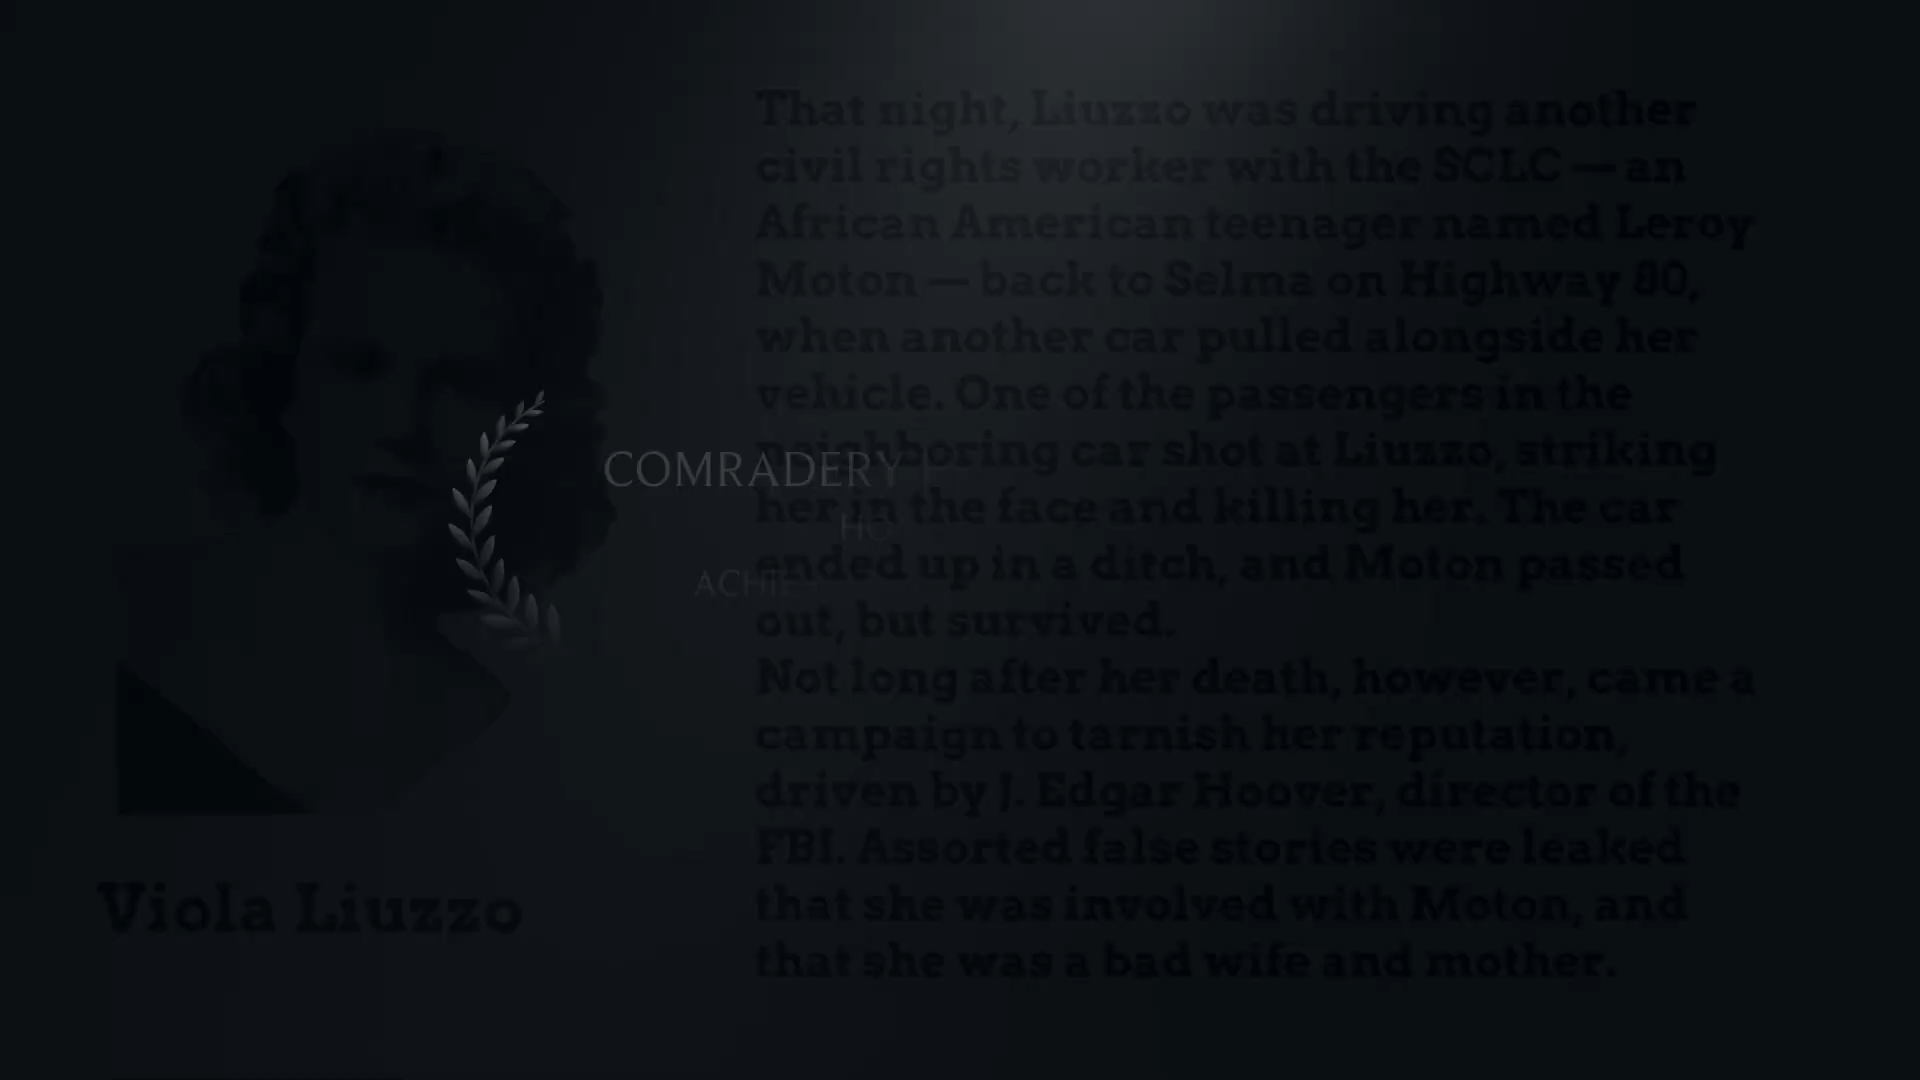 That night, Liuzzo was driving another
civil rights worker with the SCLC — an
African American teenager named Leroy
Moton — back to Selma on Highway 80,
when another car pulled alongside her
vehicle. One of the passengers in the
neighboring car shot at Liuzzo, striking
her in the face and killing her. The car
ended up in a ditch, and Moton passed
out, but survived.
Not long after her death, however, came a
campaign to tarnish her reputation,
driven by J. Edgar Hoover, director of the
FBI. Assorted false stories were leaked
that she was involved with Moton, and
that she was a bad wife and mother.
Viola Liuzzo
COMRADERY